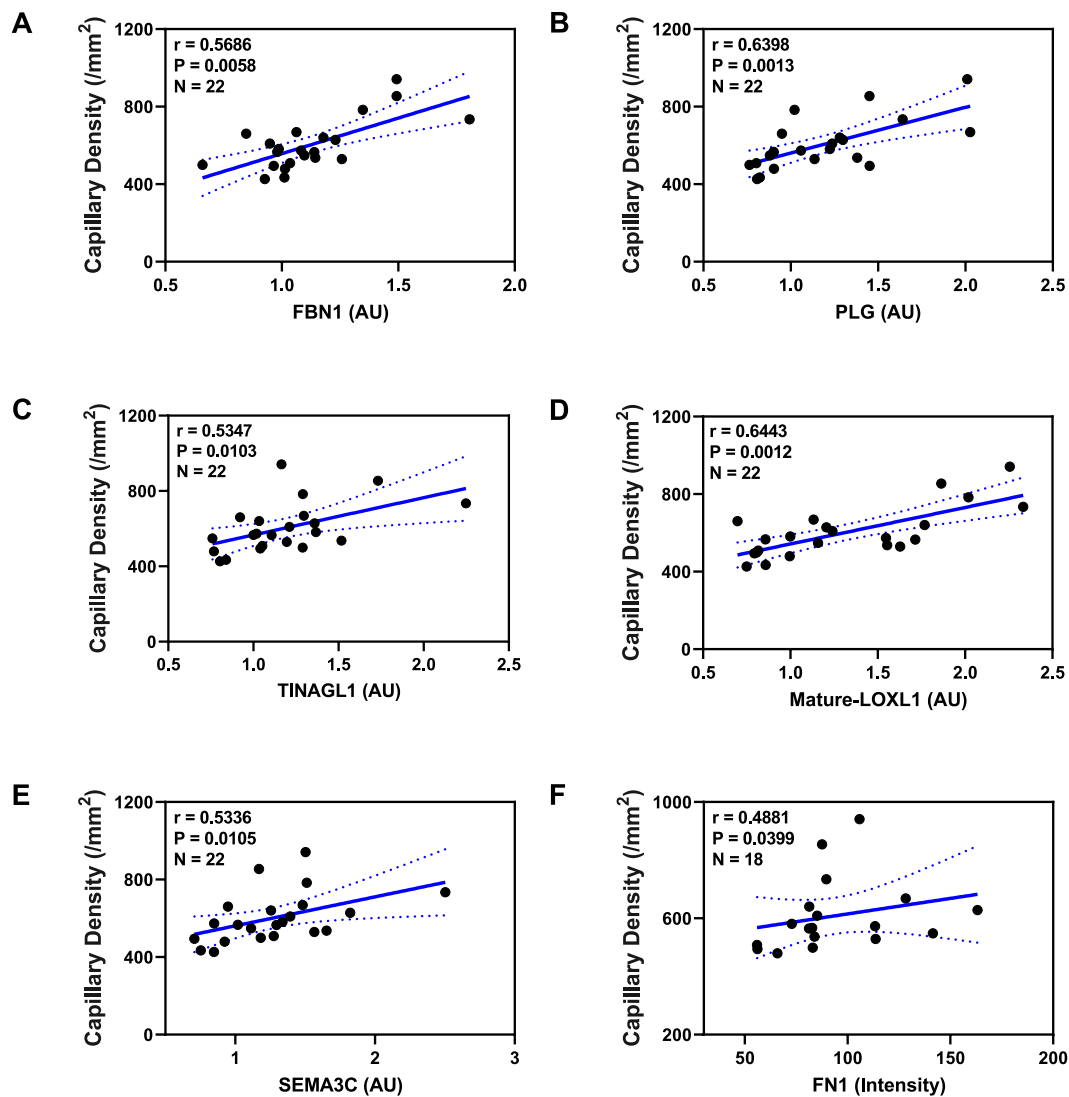 A
Capillary Density (/mm²)
1200
800
400
0
r = 0.5686
P = 0.0058
N = 22
0.5 1.0 1.5 2.0
FBN1 (AU)
B
Capillary Density (/mm²)
1200
800
400
0
r = 0.6398
P = 0.0013
N = 22
0.5 1.0 1.5 2.0 2.5
PLG (AU)
C
Capillary Density (/mm²)
1200
800
400
0
r = 0.5347
P = 0.0103
N = 22
0.5 1.0 1.5 2.0 2.5
TINAGL1 (AU)
D
Capillary Density (/mm²)
1200
800
400
0
r = 0.6443
P = 0.0012
N = 22
0.5 1.0 1.5 2.0 2.5
Mature-LOXL1 (AU)
E
Capillary Density (/mm²)
1200
800
400
0
r = 0.5336
P = 0.0105
N = 22
1 2 3
SEMA3C (AU)
F
Capillary Density (/mm²)
1000
600
200
r = 0.4881
P = 0.0399
N = 18
50 100 150 200
FN1 (Intensity)